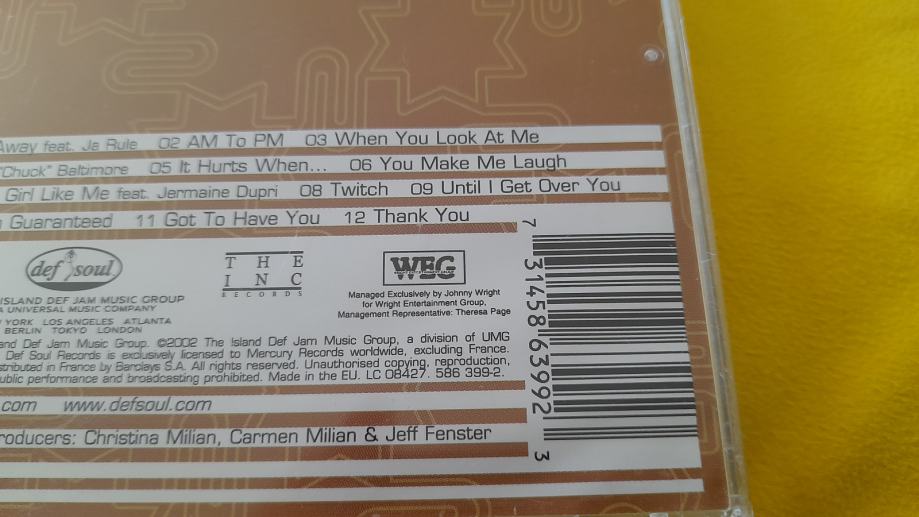 Away feat. Ja Rule 02 AM To PM 03 When You Look At Me
"Chuck" Baltimore 05 It Hurts When... 06 You Make Me Laugh
Girl Like Me feat. Jermaine Dupri 08 Twitch 09 Until I Get Over You
Guaranteed 11 Got To Have You 12 Thank You
def soul
THE
INC
RECORDS
WEG
ISLAND DEF JAM MUSIC GROUP
A UNIVERSAL MUSIC COMPANY
YORK LOS ANGELES ATLANTA
BERLIN TOKYO LONDON
Managed Exclusively by Johnny Wright
for Wright Entertainment Group,
Management Representative: Theresa Page
Def Jam Music Group. ©2002 The Island Def Jam Music Group, a division of UMG
Def Soul Records is exclusively licensed to Mercury Records worldwide, excluding France.
in France by Barclays S.A. All rights reserved. Unauthorised copying, reproduction,
public performance and broadcasting prohibited. Made in the EU. LC 08427. 586 399-2.
.com www.defsoul.com
Producers: Christina Milian, Carmen Milian & Jeff Fenster
7 31458 63992 3